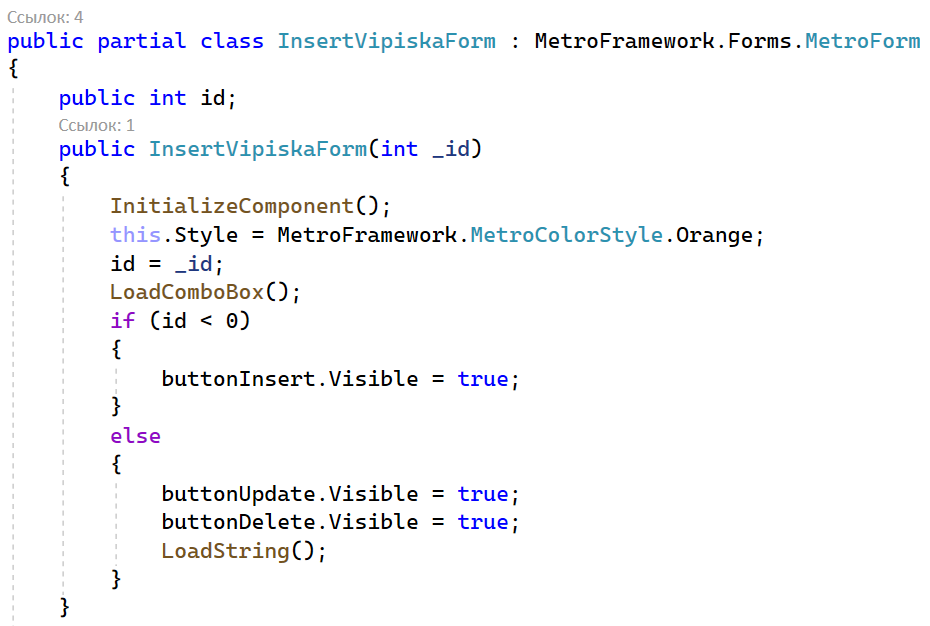 Ссылок: 4
public partial class InsertVipiskaForm : MetroFramework.Forms.MetroForm
{
    public int id;
    Ссылок: 1
    public InsertVipiskaForm(int _id)
    {
        InitializeComponent();
        this.Style = MetroFramework.MetroColorStyle.Orange;
        id = _id;
        LoadComboBox();
        if (id < 0)
        {
            buttonInsert.Visible = true;
        }
        else
        {
            buttonUpdate.Visible = true;
            buttonDelete.Visible = true;
            LoadString();
        }
    }